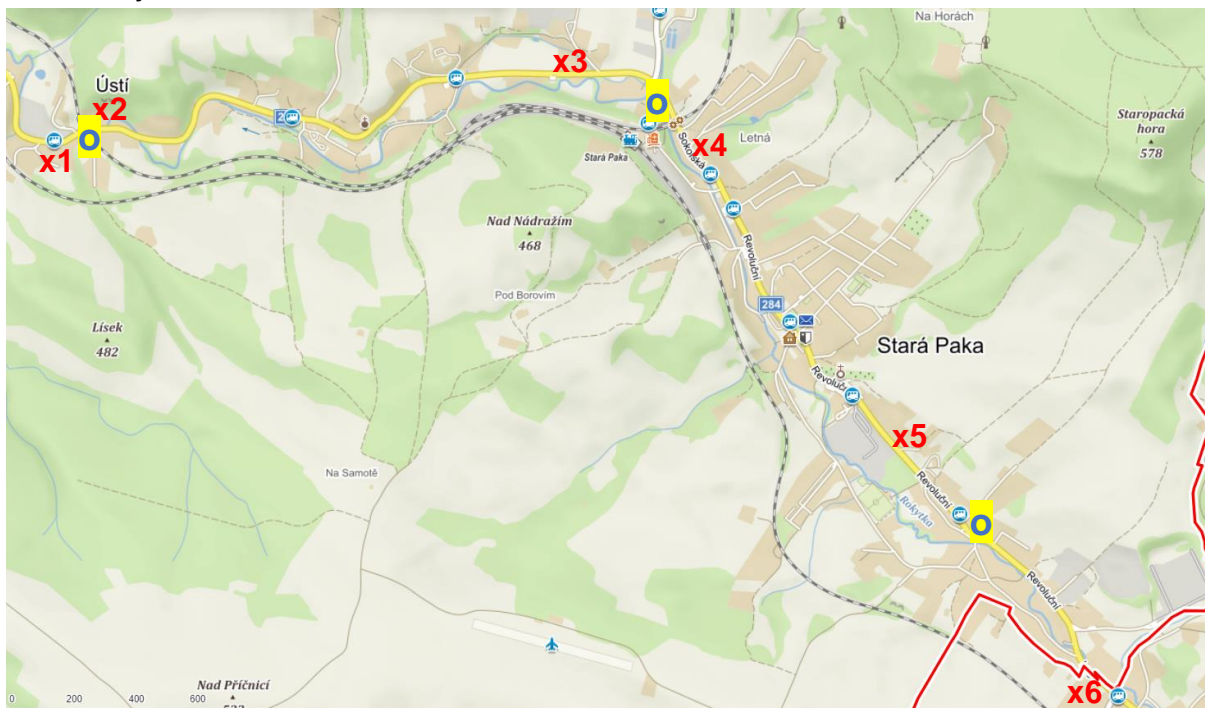 Na Horách
Ústí
x3
x2
O
Staropacká
hora
578
2
O
x1
Sokolská
x4
Letná
Stará Paka
Nad Nádražím
468
Revoluční
Pod Borovím
284
Lísek
482
Stará Paka
Revoluční
x5
Na Samotě
Revoluční
Rokytka
O
Revoluční
Nad Příčnicí
x6
0
200
400
600